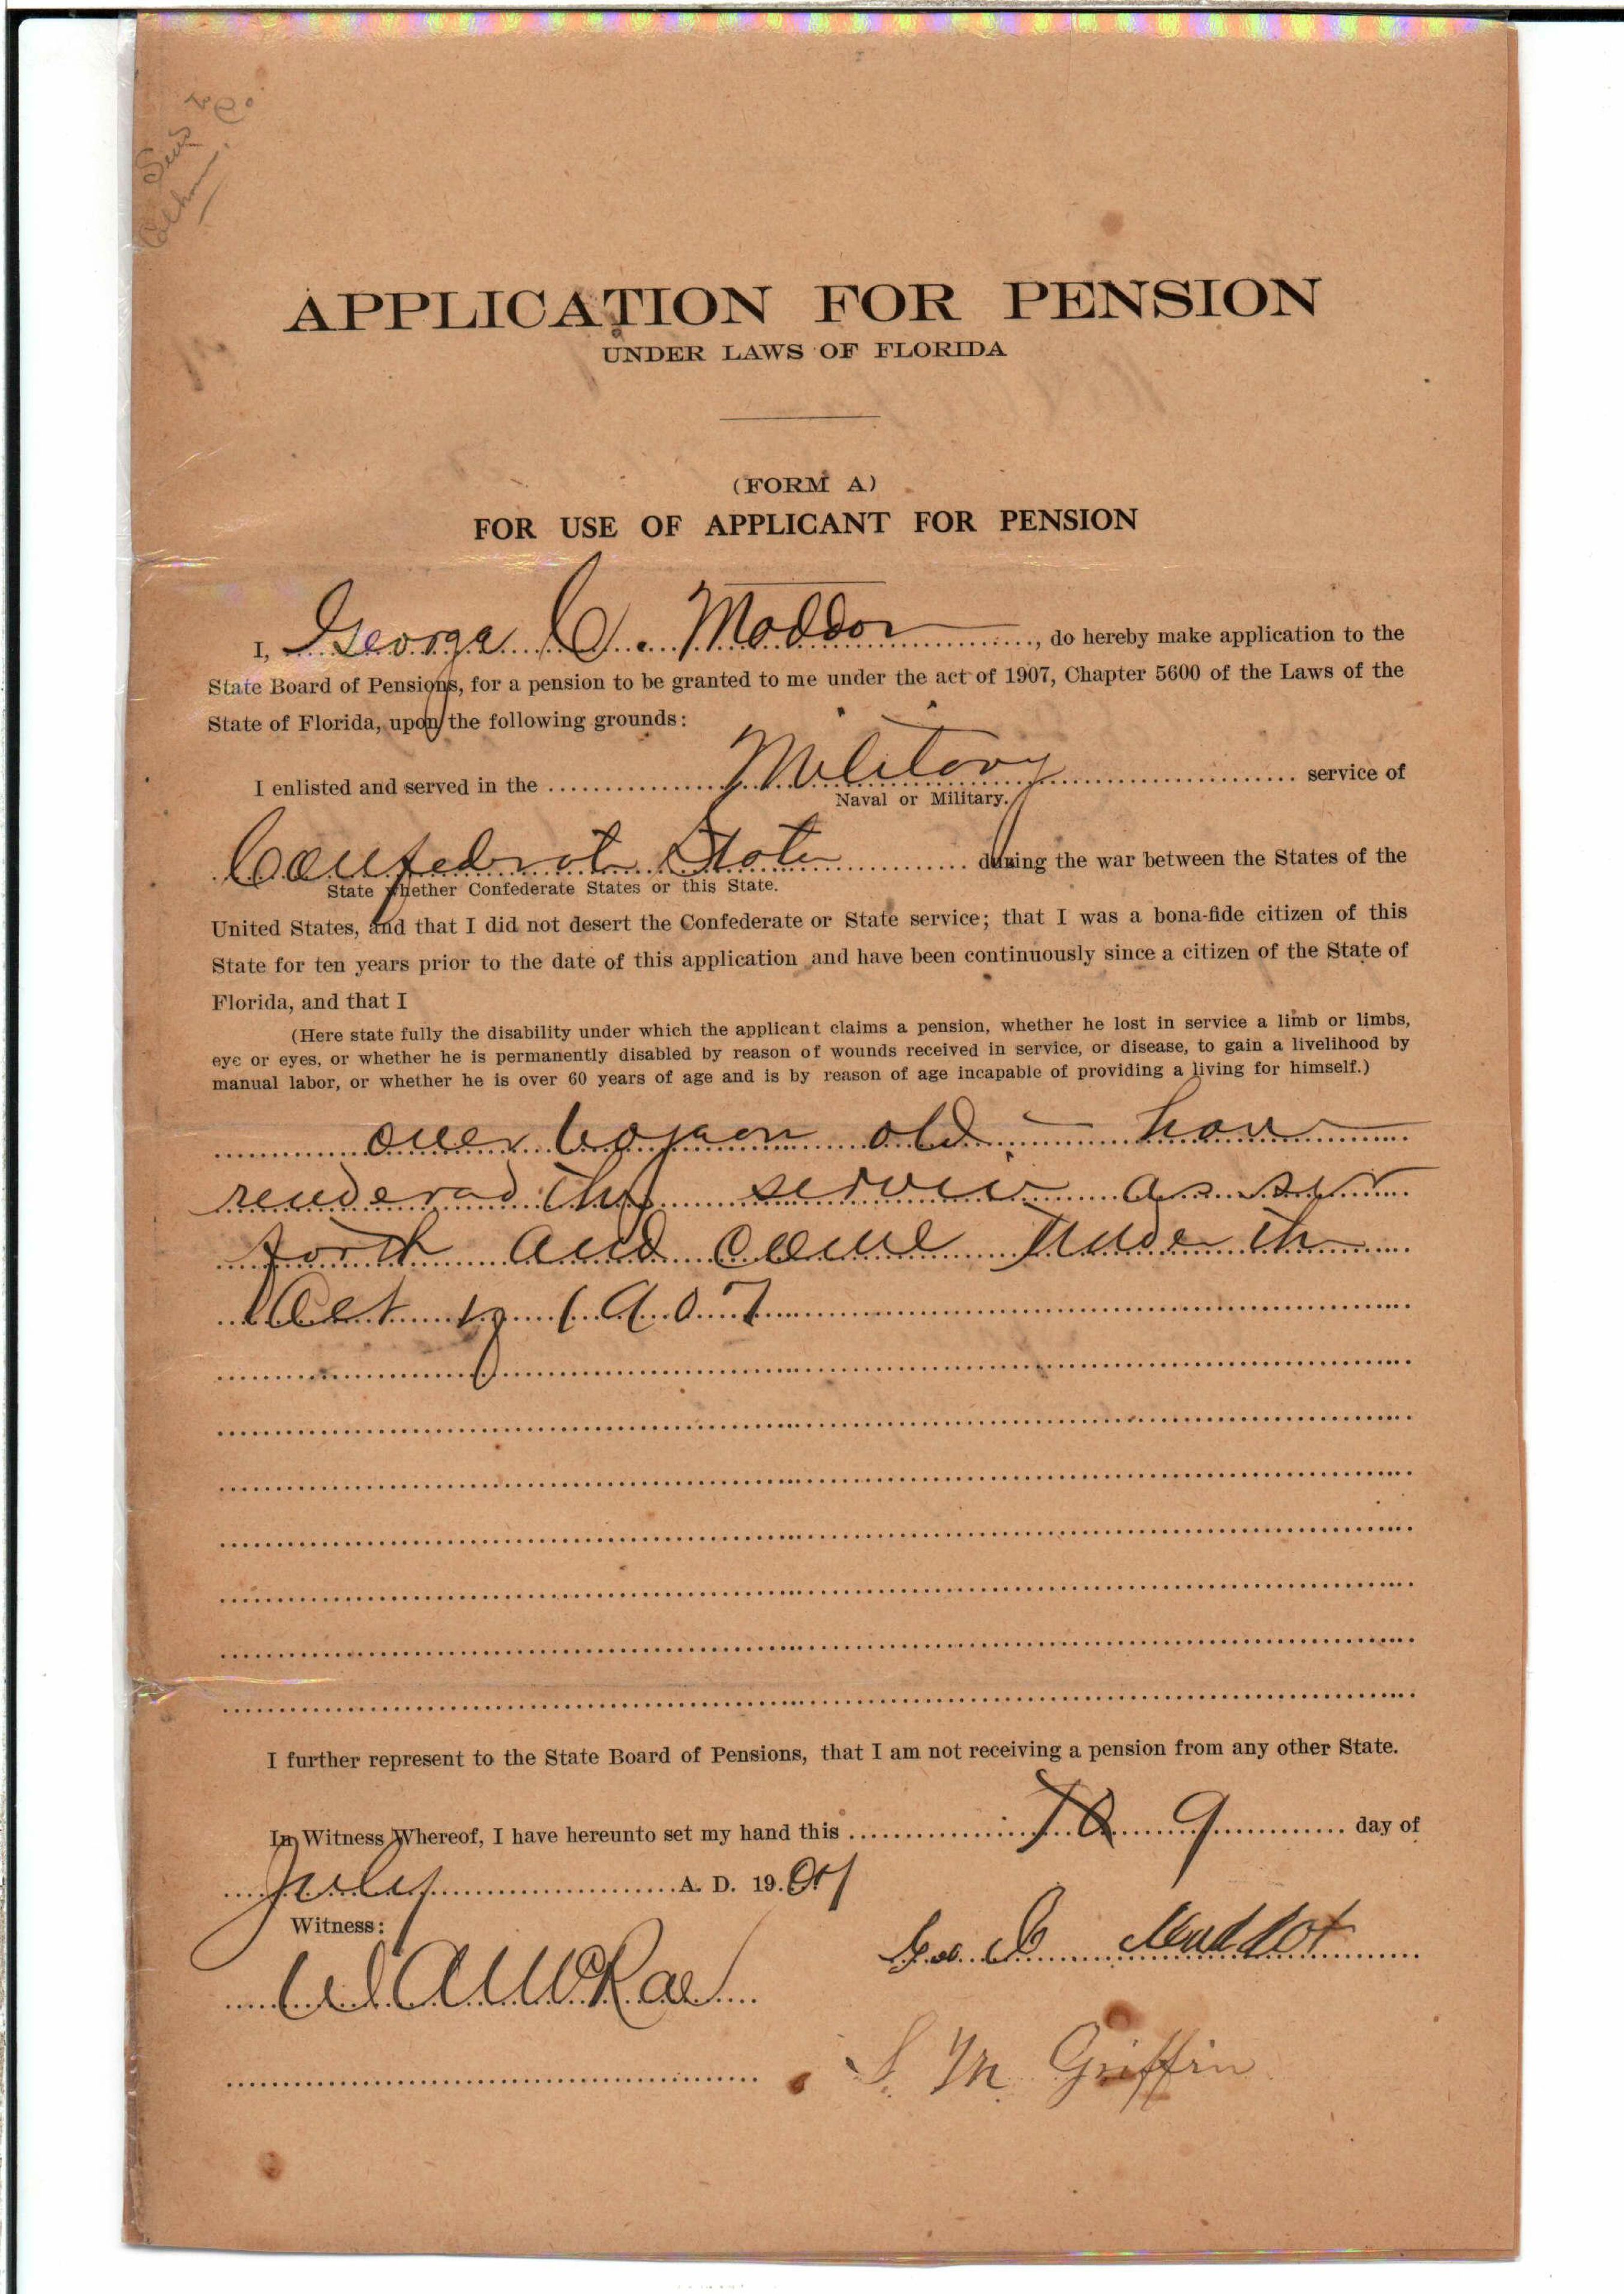 Sent to
Calhoun Co.
APPLICATION FOR PENSION
UNDER LAWS OF FLORIDA
(FORM A)
FOR USE OF APPLICANT FOR PENSION
I, George C. Maddox, do hereby make application to the
State Board of Pensions, for a pension to be granted to me under the act of 1907, Chapter 5600 of the Laws of the
State of Florida, upon the following grounds:
I enlisted and served in the Military service of
Naval or Military.
Confedrat State during the war between the States of the
State whether Confederate States or this State.
United States, and that I did not desert the Confederate or State service; that I was a bona-fide citizen of this
State for ten years prior to the date of this application and have been continuously since a citizen of the State of
Florida, and that I
(Here state fully the disability under which the applicant claims a pension, whether he lost in service a limb or limbs,
eye or eyes, or whether he is permanently disabled by reason of wounds received in service, or disease, to gain a livelihood by
manual labor, or whether he is over 60 years of age and is by reason of age incapable of providing a living for himself.)
over 60 old - have
renderad the service as set
forth and come under the
Act of 1907
I further represent to the State Board of Pensions, that I am not receiving a pension from any other State.
In Witness Whereof, I have hereunto set my hand this 9 day of
July A. D. 1907
Witness:
Geo C Maddox
W A McRae
S. M. Griffin